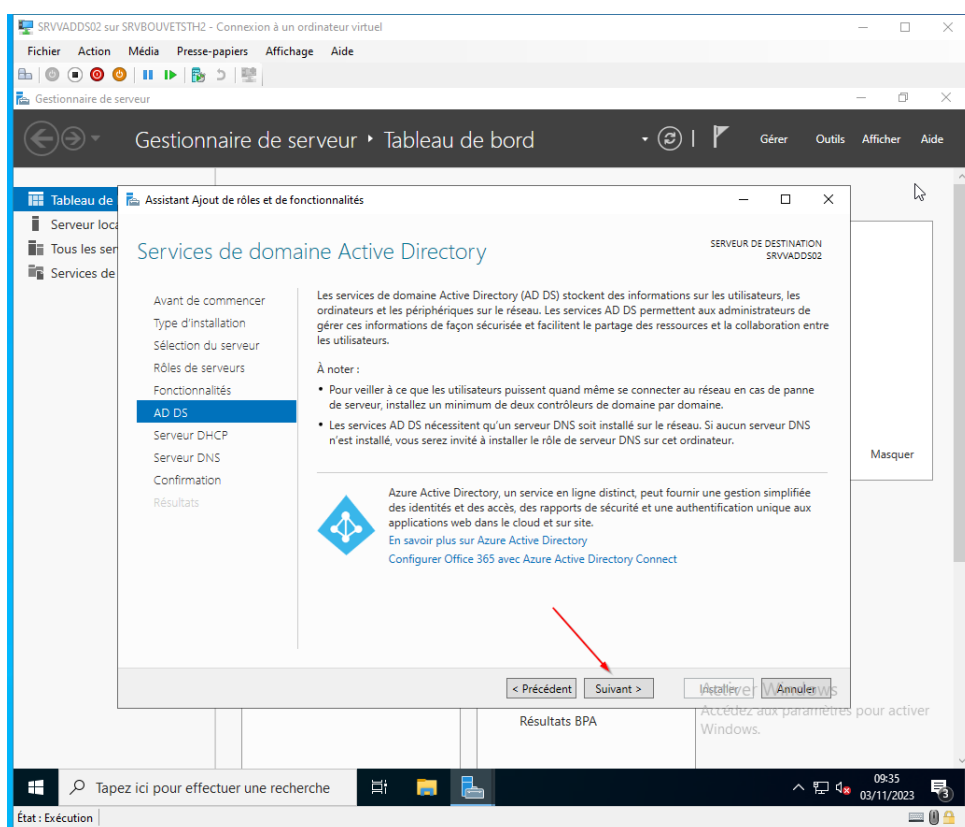 SRVVADDS02 sur SRVBOUVETSTH2 - Connexion à un ordinateur virtuel
Fichier Action Média Presse-papiers Affichage Aide
Gestionnaire de serveur
Gestionnaire de serveur ‣ Tableau de bord
Gérer Outils Afficher Aide
Tableau de
Serveur loca
Tous les ser
Services de
Assistant Ajout de rôles et de fonctionnalités
Services de domaine Active Directory
SERVEUR DE DESTINATION
SRVVADDS02
Avant de commencer
Type d'installation
Sélection du serveur
Rôles de serveurs
Fonctionnalités
AD DS
Serveur DHCP
Serveur DNS
Confirmation
Résultats
Les services de domaine Active Directory (AD DS) stockent des informations sur les utilisateurs, les
ordinateurs et les périphériques sur le réseau. Les services AD DS permettent aux administrateurs de
gérer ces informations de façon sécurisée et facilitent le partage des ressources et la collaboration entre
les utilisateurs.
À noter :
• Pour veiller à ce que les utilisateurs puissent quand même se connecter au réseau en cas de panne
de serveur, installez un minimum de deux contrôleurs de domaine par domaine.
• Les services AD DS nécessitent qu'un serveur DNS soit installé sur le réseau. Si aucun serveur DNS
n'est installé, vous serez invité à installer le rôle de serveur DNS sur cet ordinateur.
Azure Active Directory, un service en ligne distinct, peut fournir une gestion simplifiée
des identités et des accès, des rapports de sécurité et une authentification unique aux
applications web dans le cloud et sur site.
En savoir plus sur Azure Active Directory
Configurer Office 365 avec Azure Active Directory Connect
Masquer
< Précédent Suivant > Installer Annuler
Activer Windows
Accédez aux paramètres pour activer
Windows.
Résultats BPA
Tapez ici pour effectuer une recherche
09:35
03/11/2023
3
État : Exécution